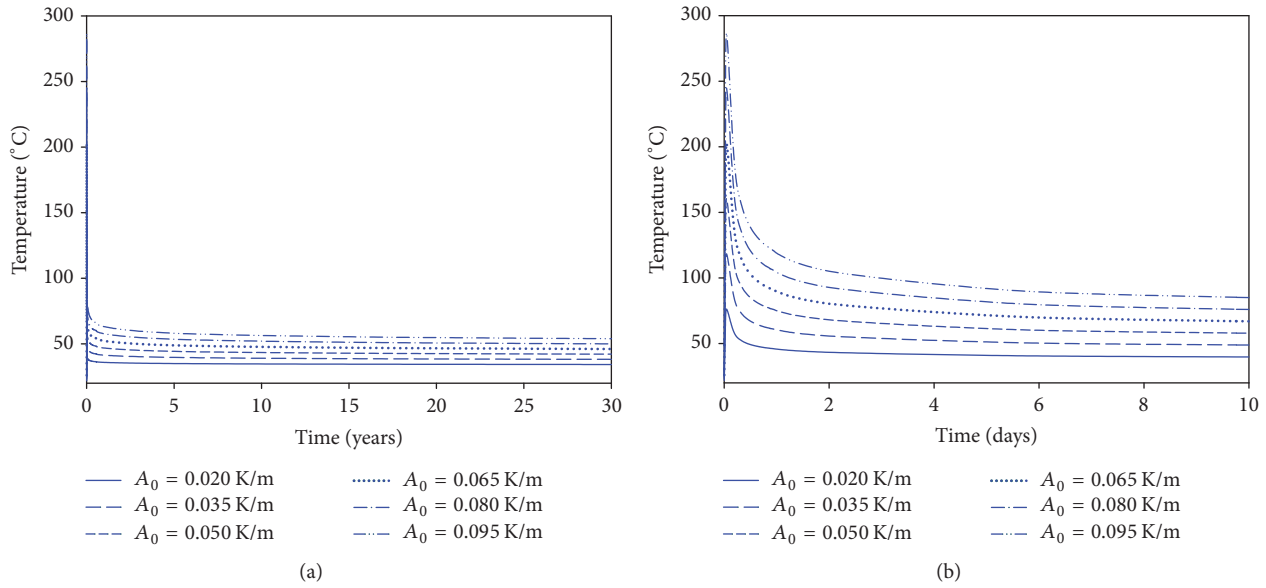 300
250
200
150
100
50
Temperature (°C)
0
5
10
15
20
25
30
Time (years)
A0 = 0.020 K/m
A0 = 0.035 K/m
A0 = 0.050 K/m
A0 = 0.065 K/m
A0 = 0.080 K/m
A0 = 0.095 K/m
(a)
300
250
200
150
100
50
Temperature (°C)
0
2
4
6
8
10
Time (days)
A0 = 0.020 K/m
A0 = 0.035 K/m
A0 = 0.050 K/m
A0 = 0.065 K/m
A0 = 0.080 K/m
A0 = 0.095 K/m
(b)